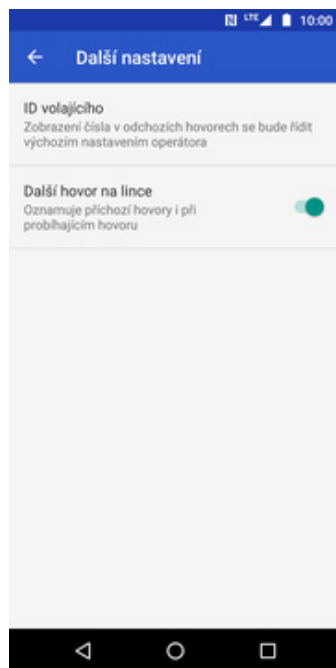 LTE 10:00
Další nastavení
ID volajícího
Zobrazení čísla v odchozích hovorech se bude řídit
výchozím nastavením operátora
Další hovor na lince
Oznamuje příchozí hovory i při
probíhajícím hovoru